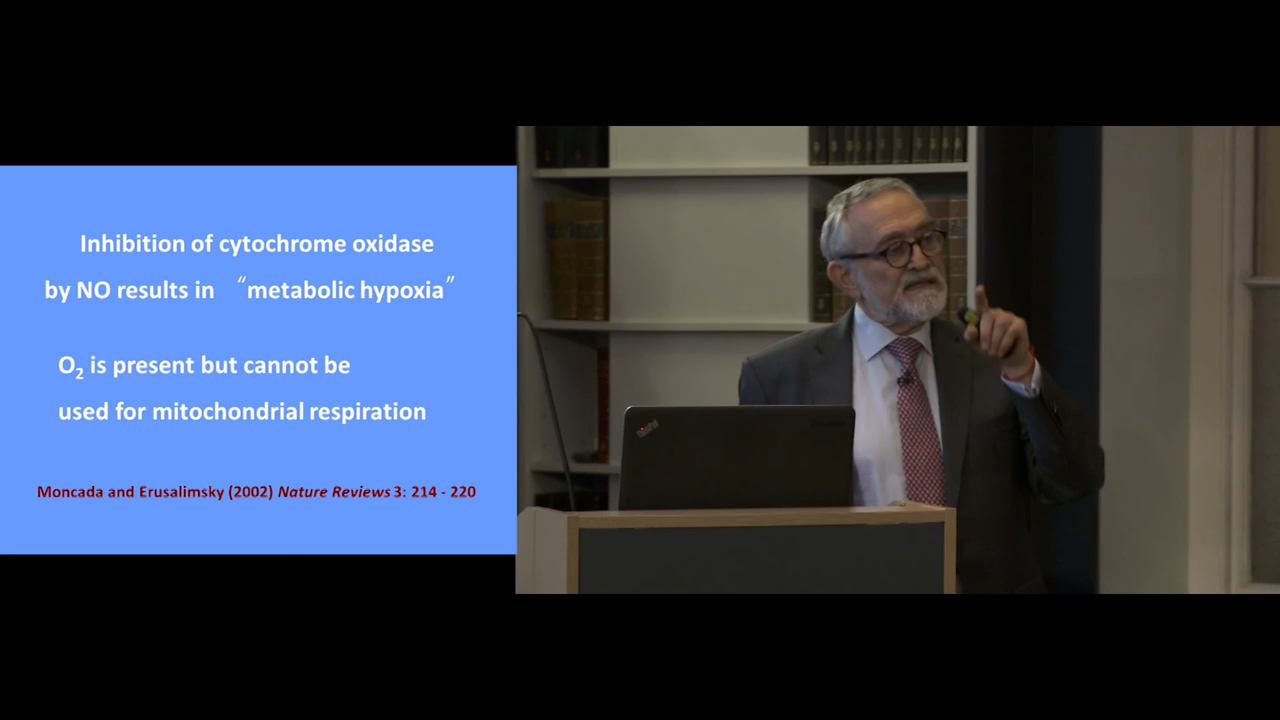 Inhibition of cytochrome oxidase
by NO results in “metabolic hypoxia”
O₂ is present but cannot be
used for mitochondrial respiration
Moncada and Erusalimsky (2002) Nature Reviews 3: 214 - 220